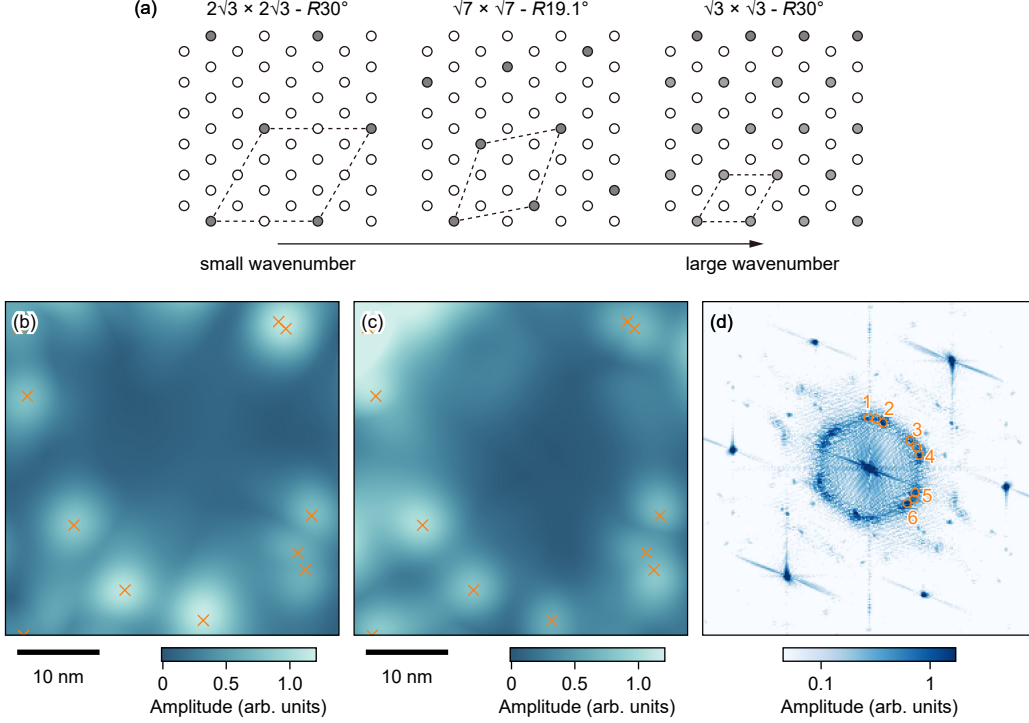 (a)
2√3 × 2√3 - R30° √7 × √7 - R19.1° √3 × √3 - R30°
small wavenumber large wavenumber
(b) (c) (d)
1 2
3
4
5
6
10 nm 0 0.5 1.0 10 nm 0 0.5 1.0 0.1 1
Amplitude (arb. units) Amplitude (arb. units) Amplitude (arb. units)